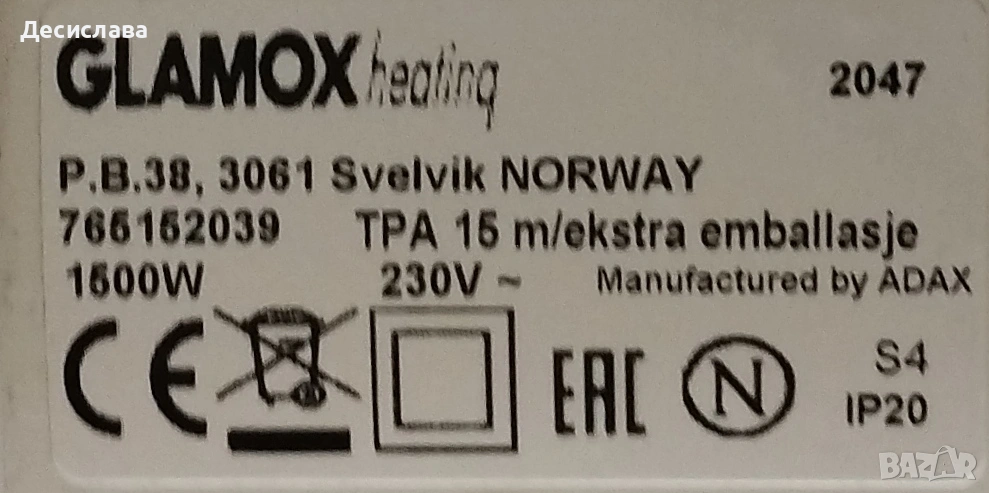 Десислава
GLAMOX heating 2047
P.B.38, 3061 Svelvik NORWAY
765152039 TPA 15 m/ekstra emballasje
1500W 230V ~ Manufactured by ADAX
CE EAC N S4
IP20
BAZAR